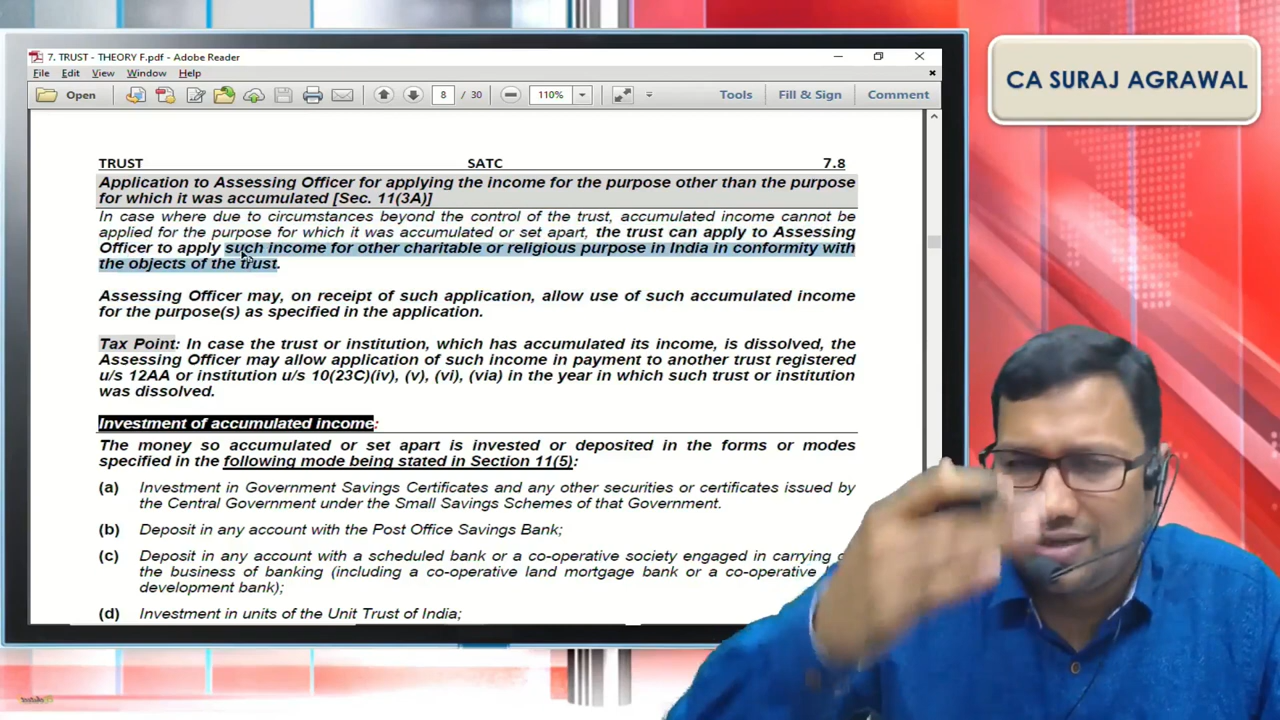 CA SURAJ AGRAWAL
7. TRUST - THEORY F.pdf - Adobe Reader
File Edit View Window Help
Open 8 / 30 110% Tools Fill & Sign Comment
TRUST SATC 7.8
Application to Assessing Officer for applying the income for the purpose other than the purpose
for which it was accumulated [Sec. 11(3A)]
In case where due to circumstances beyond the control of the trust, accumulated income cannot be
applied for the purpose for which it was accumulated or set apart, the trust can apply to Assessing
Officer to apply such income for other charitable or religious purpose in India in conformity with
the objects of the trust.
Assessing Officer may, on receipt of such application, allow use of such accumulated income
for the purpose(s) as specified in the application.
Tax Point: In case the trust or institution, which has accumulated its income, is dissolved, the
Assessing Officer may allow application of such income in payment to another trust registered
u/s 12AA or institution u/s 10(23C)(iv), (v), (vi), (via) in the year in which such trust or institution
was dissolved.
Investment of accumulated income:
The money so accumulated or set apart is invested or deposited in the forms or modes
specified in the following mode being stated in Section 11(5):
(a) Investment in Government Savings Certificates and any other securities or certificates issued by
the Central Government under the Small Savings Schemes of that Government.
(b) Deposit in any account with the Post Office Savings Bank;
(c) Deposit in any account with a scheduled bank or a co-operative society engaged in carrying
the business of banking (including a co-operative land mortgage bank or a co-operative
development bank);
(d) Investment in units of the Unit Trust of India;